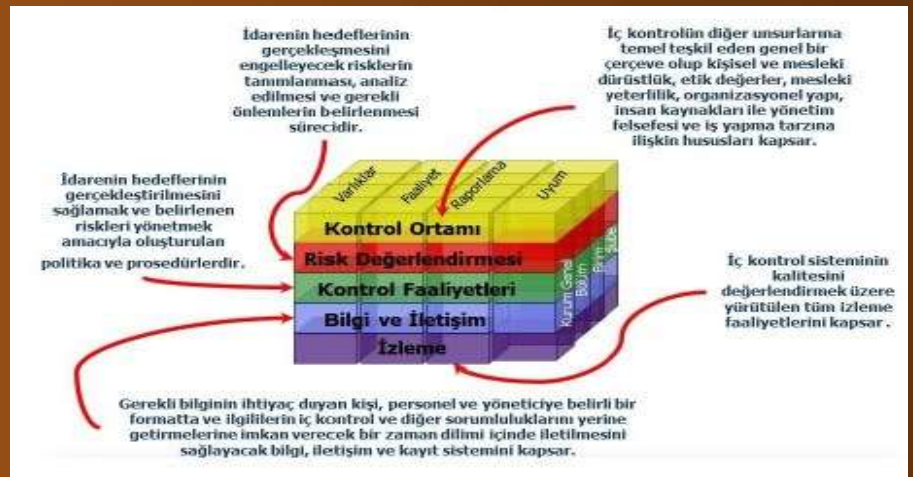 İdarenin hedeflerinin
gerçekleşmesini
engelleyecek risklerin
tanımlanması, analiz
edilmesi ve gerekli
önlemlerin belirlenmesi
sürecidir.
İç kontrolün diğer unsurlarına
temel teşkil eden genel bir
çerçeve olup kişisel ve mesleki
dürüstlük, etik değerler, mesleki
yeterlilik, organizasyonel yapı,
insan kaynakları ile yönetim
felsefesi ve iş yapma tarzına
ilişkin hususları kapsar.
İdarenin hedeflerinin
gerçekleştirilmesini
sağlamak ve belirlenen
riskleri yönetmek
amacıyla oluşturulan
politika ve prosedürlerdir.
Varlıklar
Faaliyet
Raporlama
Uyum
Kontrol Ortamı
Risk Değerlendirmesi
Kontrol Faaliyetleri
Bilgi ve İletişim
İzleme
Kurum Genel
Bölüm
Birim
Şube
İç kontrol sisteminin
kalitesini
değerlendirmek üzere
yürütülen tüm izleme
faaliyetlerini kapsar.
Gerekli bilginin ihtiyaç duyan kişi, personel ve yöneticiye belirli bir
formatta ve ilgililerin iç kontrol ve diğer sorumluluklarını yerine
getirmelerine imkan verecek bir zaman dilimi içinde iletilmesini
sağlayacak bilgi, iletişim ve kayıt sistemini kapsar.